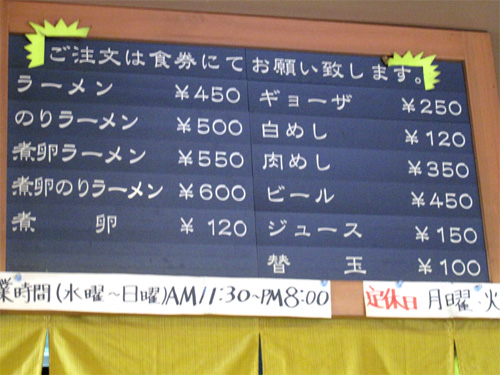 ご注文は食券にてお願い致します。
ラーメン ¥450
のりラーメン ¥500
煮卵ラーメン ¥550
煮卵のりラーメン ¥600
煮卵 ¥120
ギョーザ ¥250
白めし ¥120
肉めし ¥350
ビール ¥450
ジュース ¥150
替玉 ¥100
業時間(水曜~日曜)AM11:30~PM8:00
定休日 月曜・火